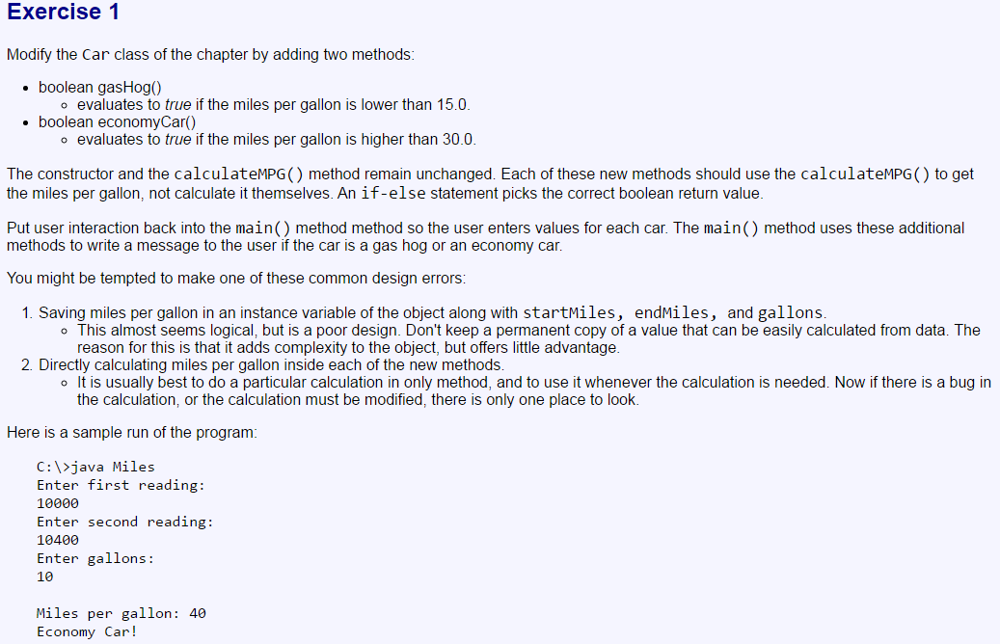 Exercise 1
Modify the Car class of the chapter by adding two methods:
• boolean gasHog()
o evaluates to true if the miles per gallon is lower than 15.0.
• boolean economyCar()
o evaluates to true if the miles per gallon is higher than 30.0.
The constructor and the calculateMPG() method remain unchanged. Each of these new methods should use the calculateMPG() to get
the miles per gallon, not calculate it themselves. An if-else statement picks the correct boolean return value.
Put user interaction back into the main() method method so the user enters values for each car. The main() method uses these additional
methods to write a message to the user if the car is a gas hog or an economy car.
You might be tempted to make one of these common design errors:
1. Saving miles per gallon in an instance variable of the object along with startMiles, endMiles, and gallons.
o This almost seems logical, but is a poor design. Don't keep a permanent copy of a value that can be easily calculated from data. The
reason for this is that it adds complexity to the object, but offers little advantage.
2. Directly calculating miles per gallon inside each of the new methods.
o It is usually best to do a particular calculation in only method, and to use it whenever the calculation is needed. Now if there is a bug in
the calculation, or the calculation must be modified, there is only one place to look.
Here is a sample run of the program:
C:\>java Miles
Enter first reading:
10000
Enter second reading:
10400
Enter gallons:
10
Miles per gallon: 40
Economy Car!